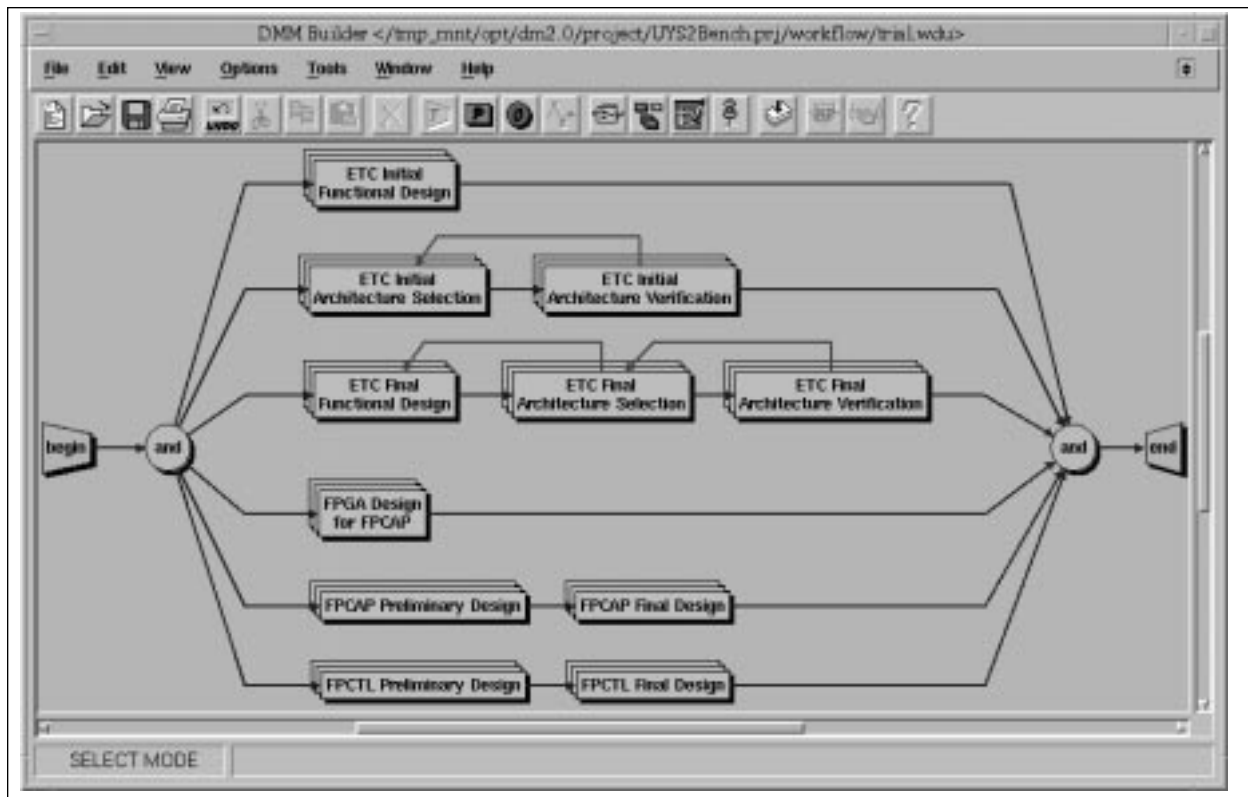 DMM Builder </tmp_mnt/opt/dm2.0/project/UYS2Bench.prj/workflow/trial.wdu>
File Edit View Options Tools Window Help
UNDO
P
ETC Initial
Functional Design
ETC Initial
Architecture Selection
ETC Initial
Architecture Verification
ETC Final
Functional Design
ETC Final
Architecture Selection
ETC Final
Architecture Verification
begin
and
and
end
FPGA Design
for FPCAP
FPCAP Preliminary Design
FPCAP Final Design
FPCTL Preliminary Design
FPCTL Final Design
SELECT MODE